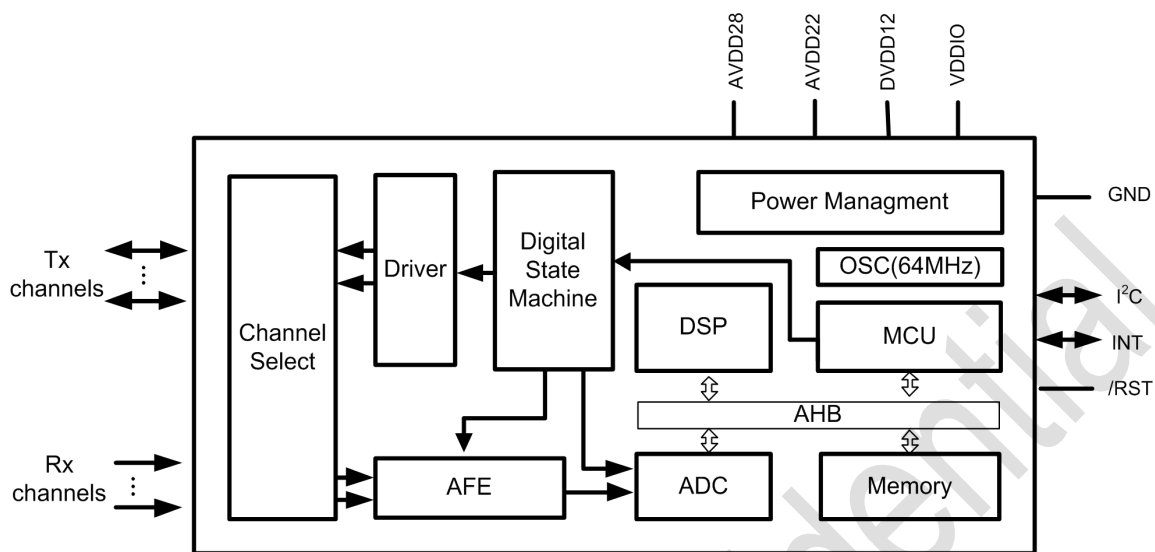 AVDD28
AVDD22
DVDD12
VDDIO
Power Managment
GND
OSC(64MHz)
Tx
channels
Channel
Select
Driver
Digital
State
Machine
DSP
MCU
I²C
INT
/RST
AHB
Rx
channels
AFE
ADC
Memory
dential